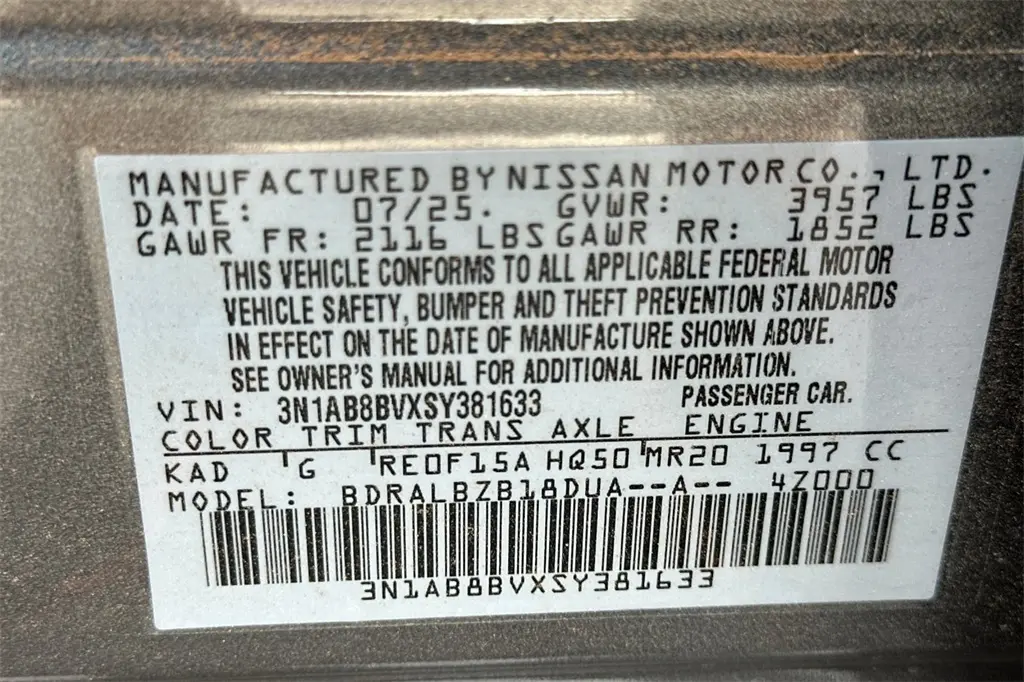 MANUFACTURED BY NISSAN MOTOR CO., LTD.
DATE: 07/25. GVWR: 3957 LBS
GAWR FR: 2116 LBS GAWR RR: 1852 LBS
THIS VEHICLE CONFORMS TO ALL APPLICABLE FEDERAL MOTOR
VEHICLE SAFETY, BUMPER AND THEFT PREVENTION STANDARDS
IN EFFECT ON THE DATE OF MANUFACTURE SHOWN ABOVE.
SEE OWNER'S MANUAL FOR ADDITIONAL INFORMATION.
VIN: 3N1AB8BVXSY381633 PASSENGER CAR.
COLOR TRIM TRANS AXLE ENGINE
KAD G RE0F15A HQ50 MR20 1997 CC
MODEL: BDRALBZB18DUA--A-- 4Z000
3N1AB8BVXSY381633